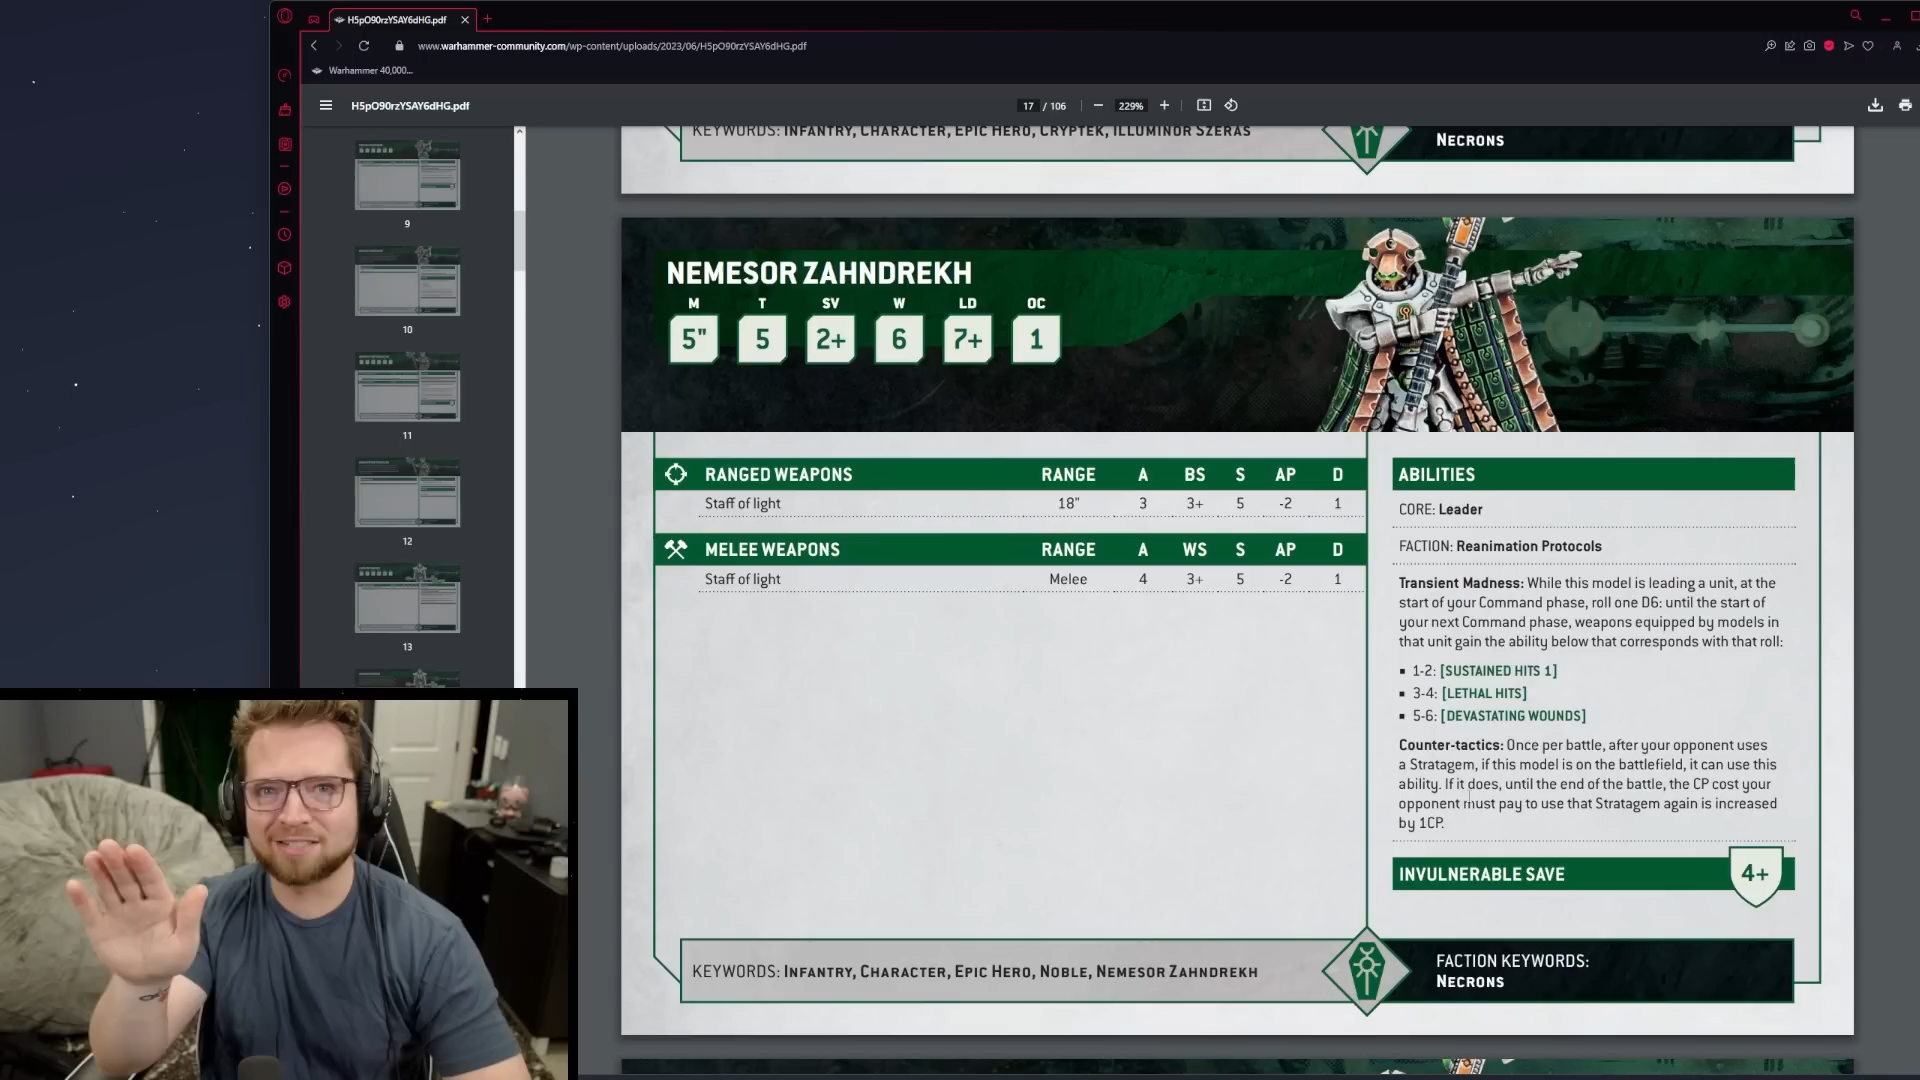 H5pO90rzYSAY6dHG.pdf
www.warhammer-community.com/wp-content/uploads/2023/06/H5pO90rzYSAY6dHG.pdf
Warhammer 40,000...
H5pO90rzYSAY6dHG.pdf
17 / 106
229%
9
10
11
12
13
KEYWORDS: INFANTRY, CHARACTER, EPIC HERO, CRYPTEK, ILLUMINOR SZERAS
NECRONS
NEMESOR ZAHNDREKH
M T SV W LD OC
5" 5 2+ 6 7+ 1
RANGED WEAPONS RANGE A BS S AP D
Staff of light 18" 3 3+ 5 -2 1
MELEE WEAPONS RANGE A WS S AP D
Staff of light Melee 4 3+ 5 -2 1
ABILITIES
CORE: Leader
FACTION: Reanimation Protocols
Transient Madness: While this model is leading a unit, at the
start of your Command phase, roll one D6: until the start of
your next Command phase, weapons equipped by models in
that unit gain the ability below that corresponds with that roll:
▪ 1-2: [SUSTAINED HITS 1]
▪ 3-4: [LETHAL HITS]
▪ 5-6: [DEVASTATING WOUNDS]
Counter-tactics: Once per battle, after your opponent uses
a Stratagem, if this model is on the battlefield, it can use this
ability. If it does, until the end of the battle, the CP cost your
opponent must pay to use that Stratagem again is increased
by 1CP.
INVULNERABLE SAVE 4+
KEYWORDS: INFANTRY, CHARACTER, EPIC HERO, NOBLE, NEMESOR ZAHNDREKH
FACTION KEYWORDS:
NECRONS